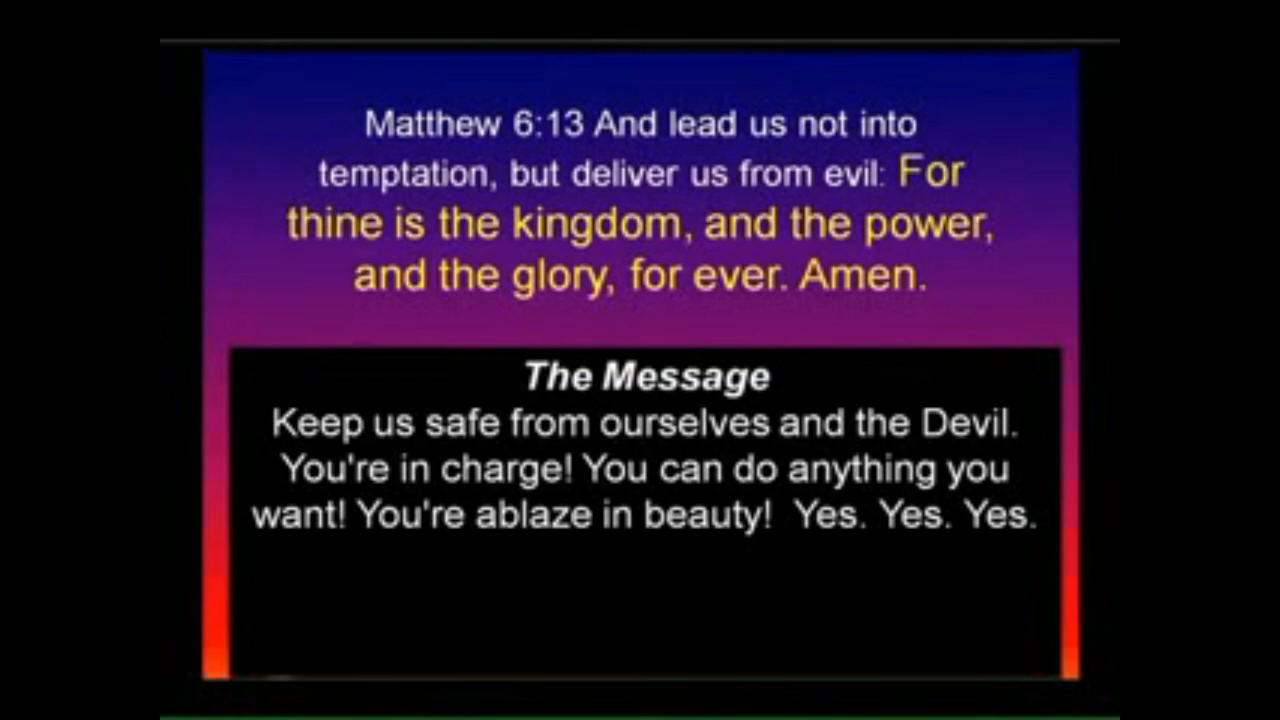 Matthew 6:13 And lead us not into
temptation, but deliver us from evil: For
thine is the kingdom, and the power,
and the glory, for ever. Amen.
The Message
Keep us safe from ourselves and the Devil.
You're in charge! You can do anything you
want! You're ablaze in beauty! Yes. Yes. Yes.